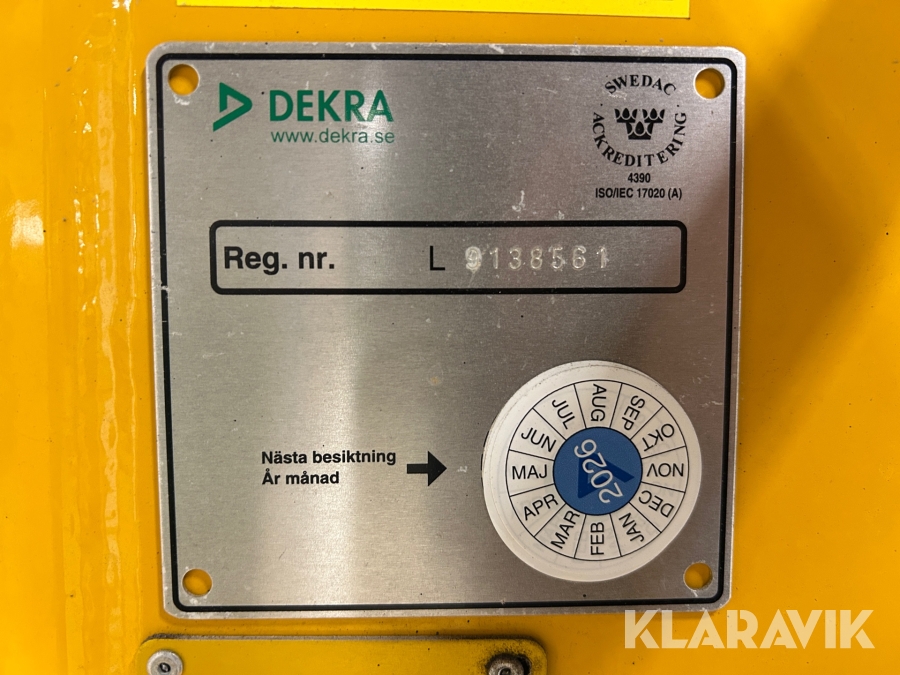 DEKRA
www.dekra.se
SWEDAC
ACKREDITERING
4390
ISO/IEC 17020 (A)
Reg. nr. L 9138561
Nästa besiktning
År månad
JAN FEB MAR APR MAJ JUN JUL AUG SEP OKT NOV DEC
2026
KLARAVIK